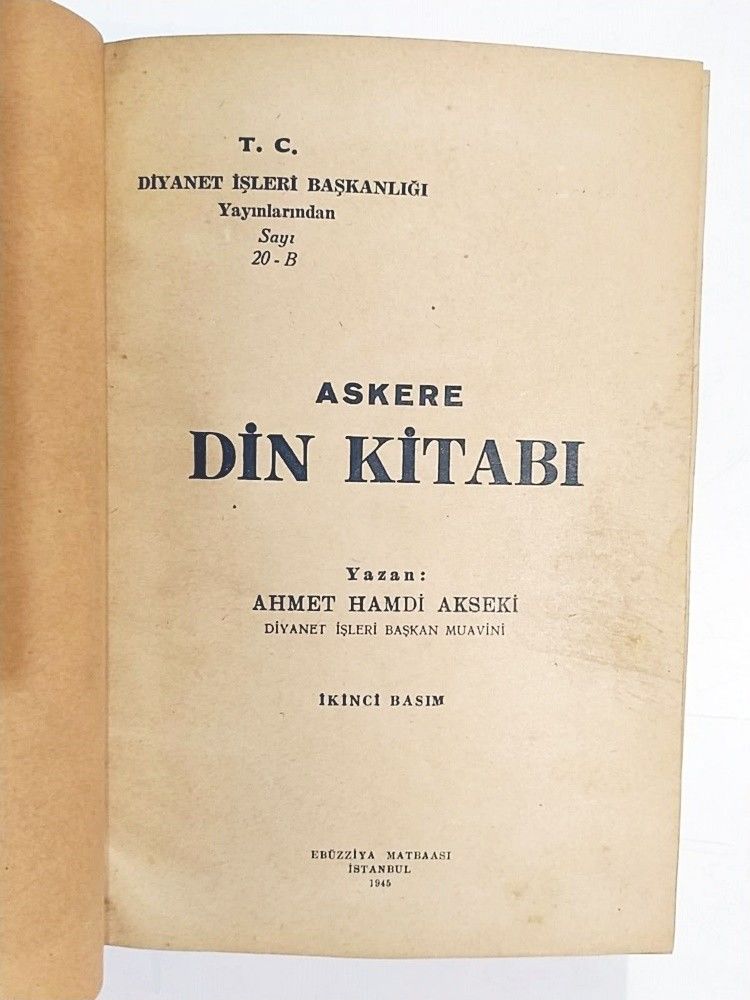 T. C.
DİYANET İŞLERİ BAŞKANLIĞI
Yayınlarından
Sayı
20 - B
ASKERE
DİN KİTABI
Yazan:
AHMET HAMDİ AKSEKİ
DİYANET İŞLERİ BAŞKAN MUAVİNİ
İKİNCİ BASIM
EBÜZZİYA MATBAASI
İSTANBUL
1945